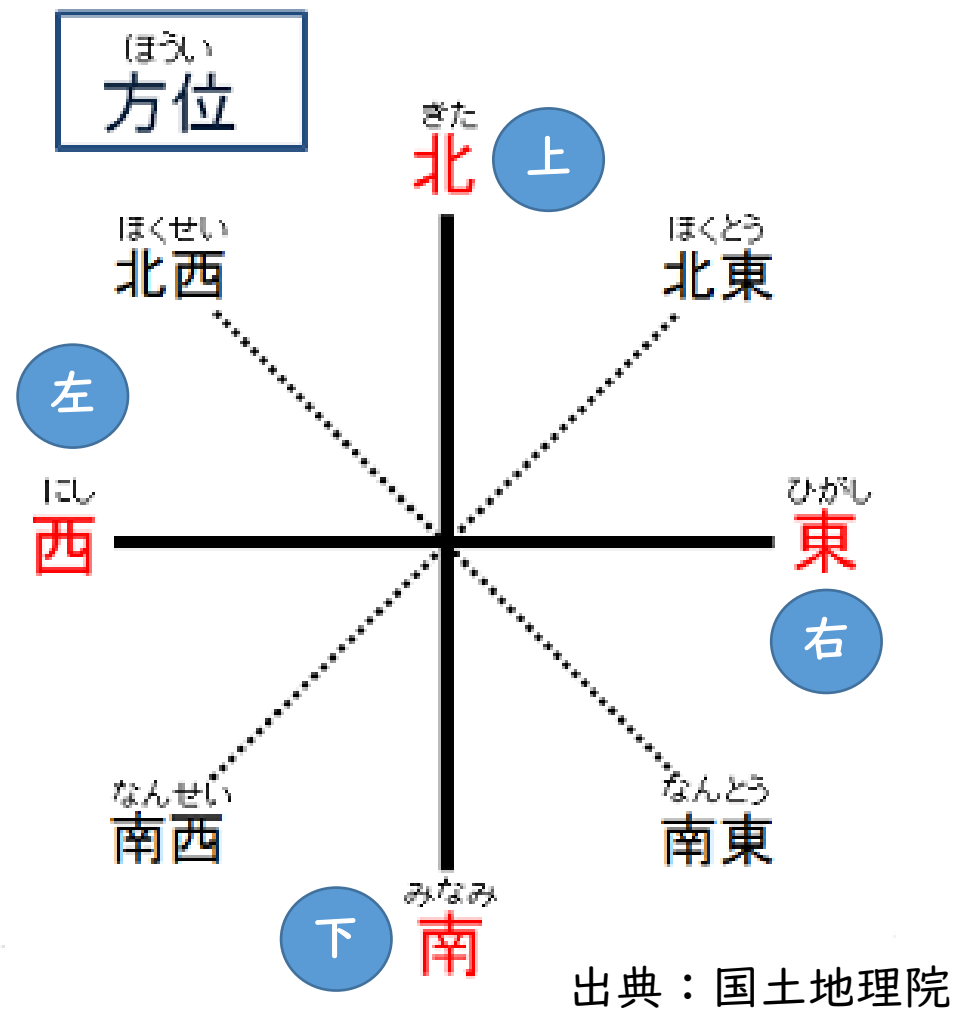 ほうい
方位
きた
北
上
ほくせい
北西
ほくとう
北東
左
にし
西
ひがし
東
右
なんせい
南西
なんとう
南東
みなみ
南
下
出典：国土地理院